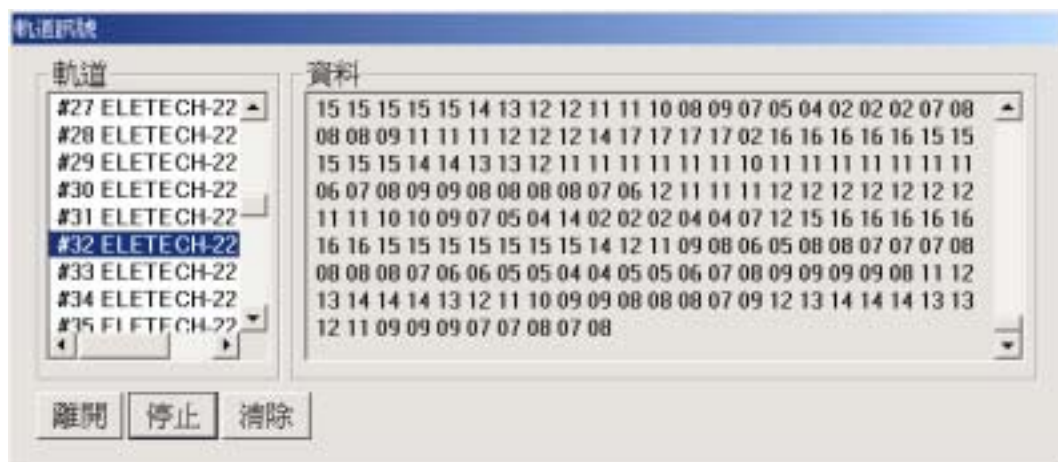 軌道訊號
軌道
#27 ELETECH-22
#28 ELETECH-22
#29 ELETECH-22
#30 ELETECH-22
#31 ELETECH-22
#32 ELETECH-22
#33 ELETECH-22
#34 ELETECH-22
#35 ELETECH-22
資料
15 15 15 15 15 14 13 12 12 11 11 10 08 09 07 05 04 02 02 02 07 08
08 08 09 11 11 11 12 12 12 14 17 17 17 17 02 16 16 16 16 16 15 15
15 15 15 14 14 13 13 12 11 11 11 11 11 11 10 11 11 11 11 11 11 11
06 07 08 09 09 08 08 08 08 07 06 12 11 11 11 12 12 12 12 12 12 12
11 11 10 10 09 07 05 04 14 02 02 02 04 04 07 12 15 16 16 16 16 16
16 16 15 15 15 15 15 15 15 14 12 11 09 08 06 05 08 08 07 07 07 08
08 08 08 07 06 06 05 05 04 04 05 05 06 07 08 09 09 09 09 08 11 12
13 14 14 14 13 12 11 10 09 09 08 08 08 07 09 12 13 14 14 14 13 13
12 11 09 09 09 07 07 08 07 08
離開 停止 清除